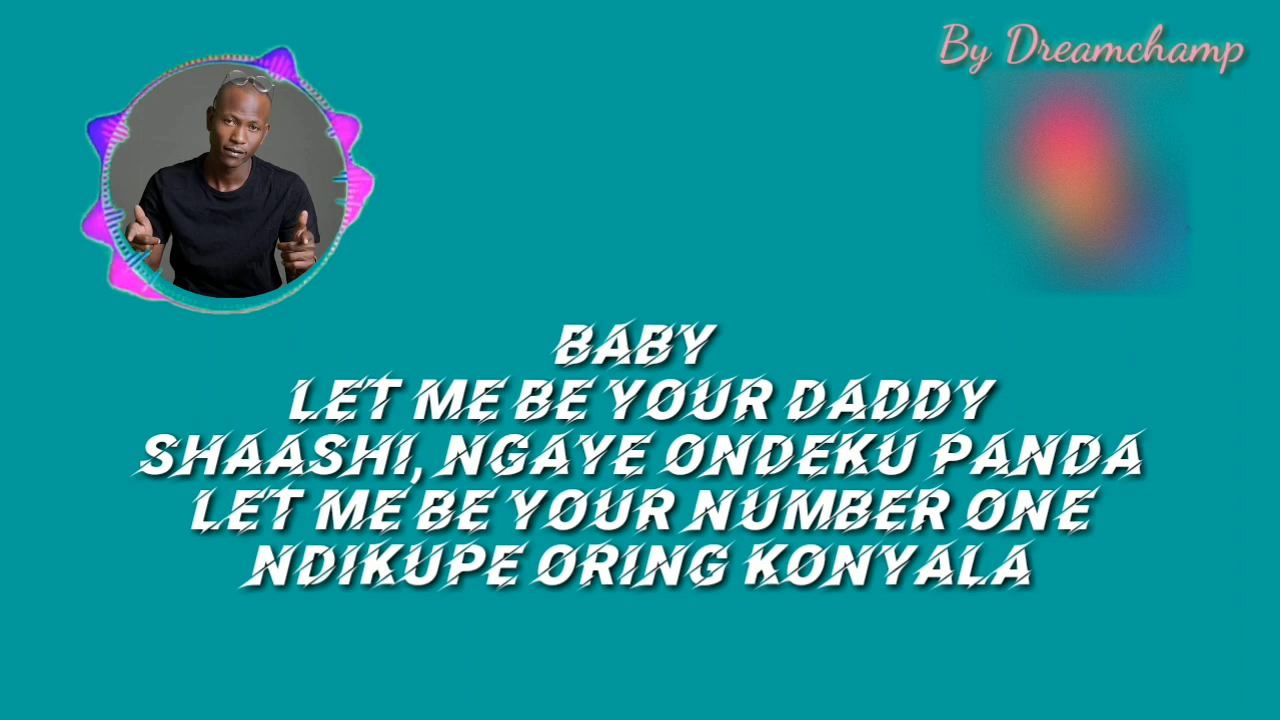 By Dreamchamp
BABY
LET ME BE YOUR DADDY
SHAASHI, NGAYE ONDEKU PANDA
LET ME BE YOUR NUMBER ONE
NDIKUPE ORING KONYALA